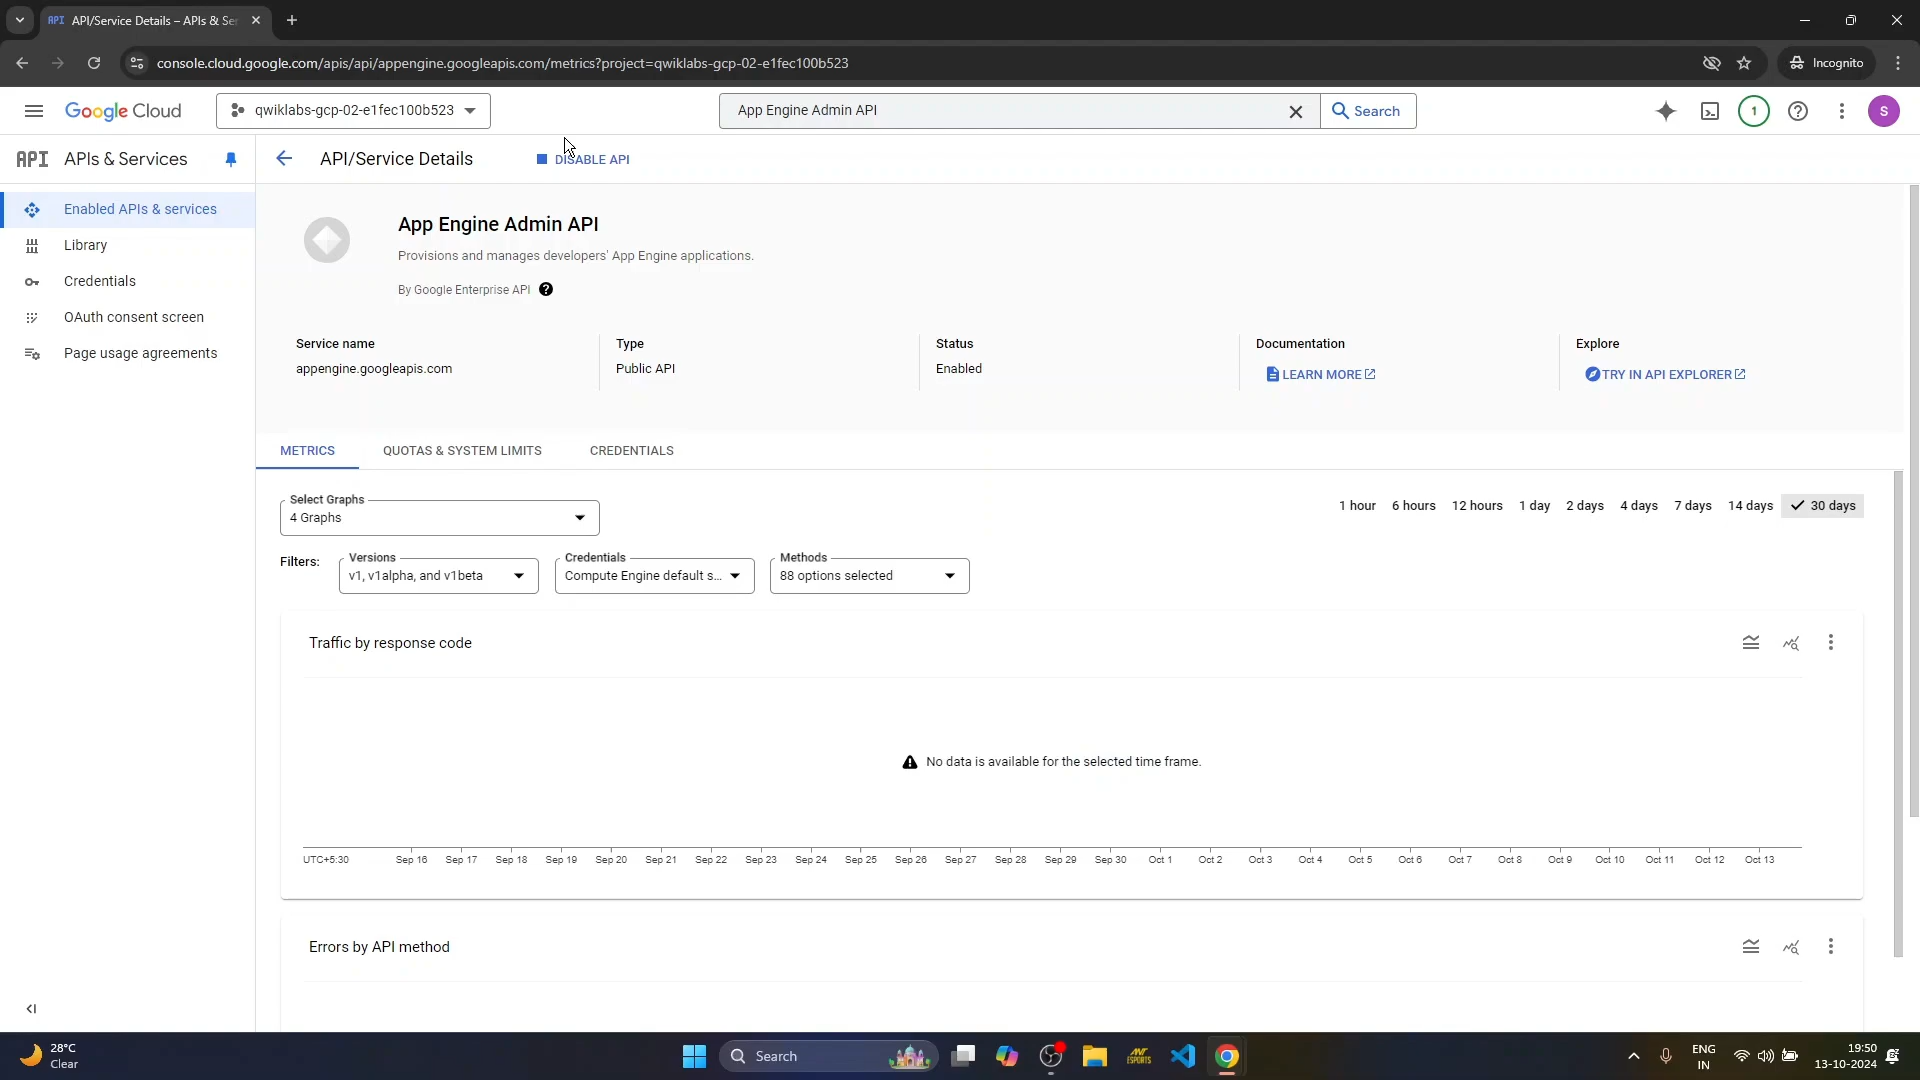 API API/Service Details – APIs & Ser
console.cloud.google.com/apis/api/appengine.googleapis.com/metrics?project=qwiklabs-gcp-02-e1fec100b523
Incognito
Google Cloud
qwiklabs-gcp-02-e1fec100b523
App Engine Admin API
Search
1
S
API APIs & Services
API/Service Details
DISABLE API
Enabled APIs & services
Library
Credentials
OAuth consent screen
Page usage agreements
App Engine Admin API
Provisions and manages developers' App Engine applications.
By Google Enterprise API
Service name
appengine.googleapis.com
Type
Public API
Status
Enabled
Documentation
LEARN MORE
Explore
TRY IN API EXPLORER
METRICS QUOTAS & SYSTEM LIMITS CREDENTIALS
Select Graphs
4 Graphs
1 hour 6 hours 12 hours 1 day 2 days 4 days 7 days 14 days 30 days
Filters:
Versions
v1, v1alpha, and v1beta
Credentials
Compute Engine default s...
Methods
88 options selected
Traffic by response code
No data is available for the selected time frame.
UTC+5:30 Sep 16 Sep 17 Sep 18 Sep 19 Sep 20 Sep 21 Sep 22 Sep 23 Sep 24 Sep 25 Sep 26 Sep 27 Sep 28 Sep 29 Sep 30 Oct 1 Oct 2 Oct 3 Oct 4 Oct 5 Oct 6 Oct 7 Oct 8 Oct 9 Oct 10 Oct 11 Oct 12 Oct 13
Errors by API method
28°C
Clear
Search
ESPORTS
ENG
IN
19:50
13-10-2024